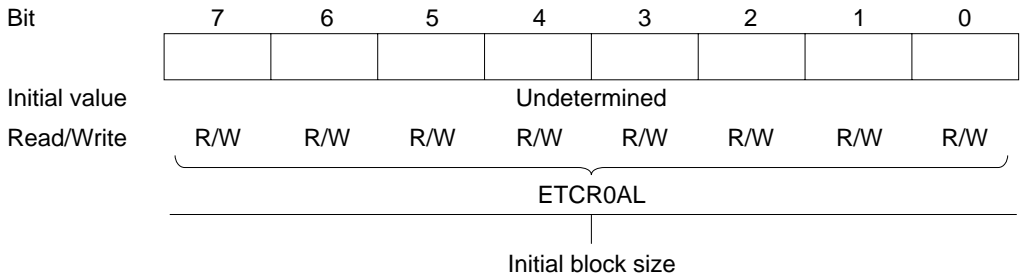 Bit 7 6 5 4 3 2 1 0
Initial value Undetermined
Read/Write R/W R/W R/W R/W R/W R/W R/W R/W
ETCR0AL
Initial block size